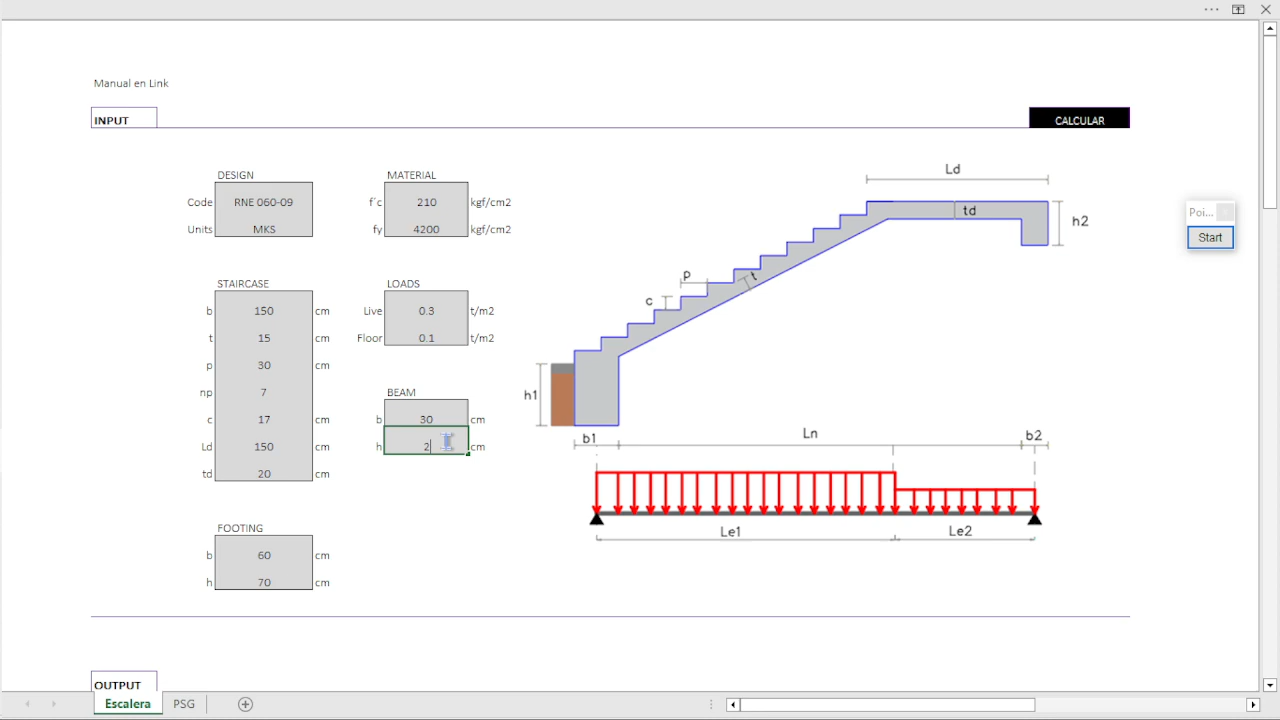 Manual en Link
INPUT
CALCULAR
DESIGN
Code RNE 060-09
Units MKS
MATERIAL
f´c 210 kgf/cm2
fy 4200 kgf/cm2
STAIRCASE
b 150 cm
t 15 cm
p 30 cm
np 7
c 17 cm
Ld 150 cm
td 20 cm
LOADS
Live 0.3 t/m2
Floor 0.1 t/m2
BEAM
b 30 cm
h 2 cm
FOOTING
b 60 cm
h 70 cm
Ld
td
h2
p
t
c
h1
b1
Ln
b2
Le1
Le2
Poi...
Start
OUTPUT
Escalera
PSG